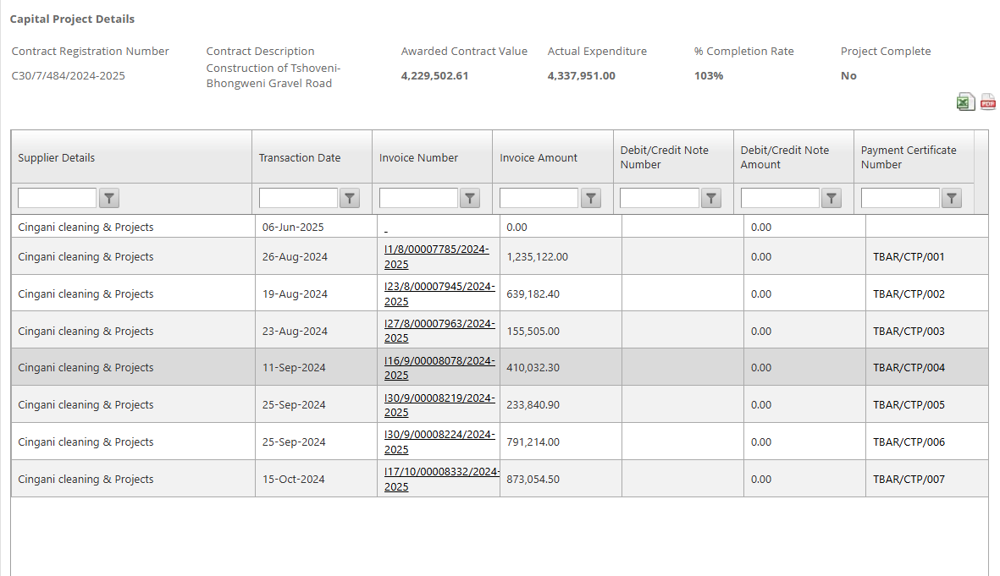 Capital Project Details
Contract Registration Number
C30/7/484/2024-2025
Contract Description
Construction of Tshoveni-
Bhongweni Gravel Road
Awarded Contract Value
4,229,502.61
Actual Expenditure
4,337,951.00
% Completion Rate
103%
Project Complete
No
PDF
Supplier Details
Transaction Date
Invoice Number
Invoice Amount
Debit/Credit Note
Number
Debit/Credit Note
Amount
Payment Certificate
Number
Cingani cleaning & Projects
06-Jun-2025
-
0.00
0.00
Cingani cleaning & Projects
26-Aug-2024
I1/8/00007785/2024-
2025
1,235,122.00
0.00
TBAR/CTP/001
Cingani cleaning & Projects
19-Aug-2024
I23/8/00007945/2024-
2025
639,182.40
0.00
TBAR/CTP/002
Cingani cleaning & Projects
23-Aug-2024
I27/8/00007963/2024-
2025
155,505.00
0.00
TBAR/CTP/003
Cingani cleaning & Projects
11-Sep-2024
I16/9/00008078/2024-
2025
410,032.30
0.00
TBAR/CTP/004
Cingani cleaning & Projects
25-Sep-2024
I30/9/00008219/2024-
2025
233,840.90
0.00
TBAR/CTP/005
Cingani cleaning & Projects
25-Sep-2024
I30/9/00008224/2024-
2025
791,214.00
0.00
TBAR/CTP/006
Cingani cleaning & Projects
15-Oct-2024
I17/10/00008332/2024-
2025
873,054.50
0.00
TBAR/CTP/007